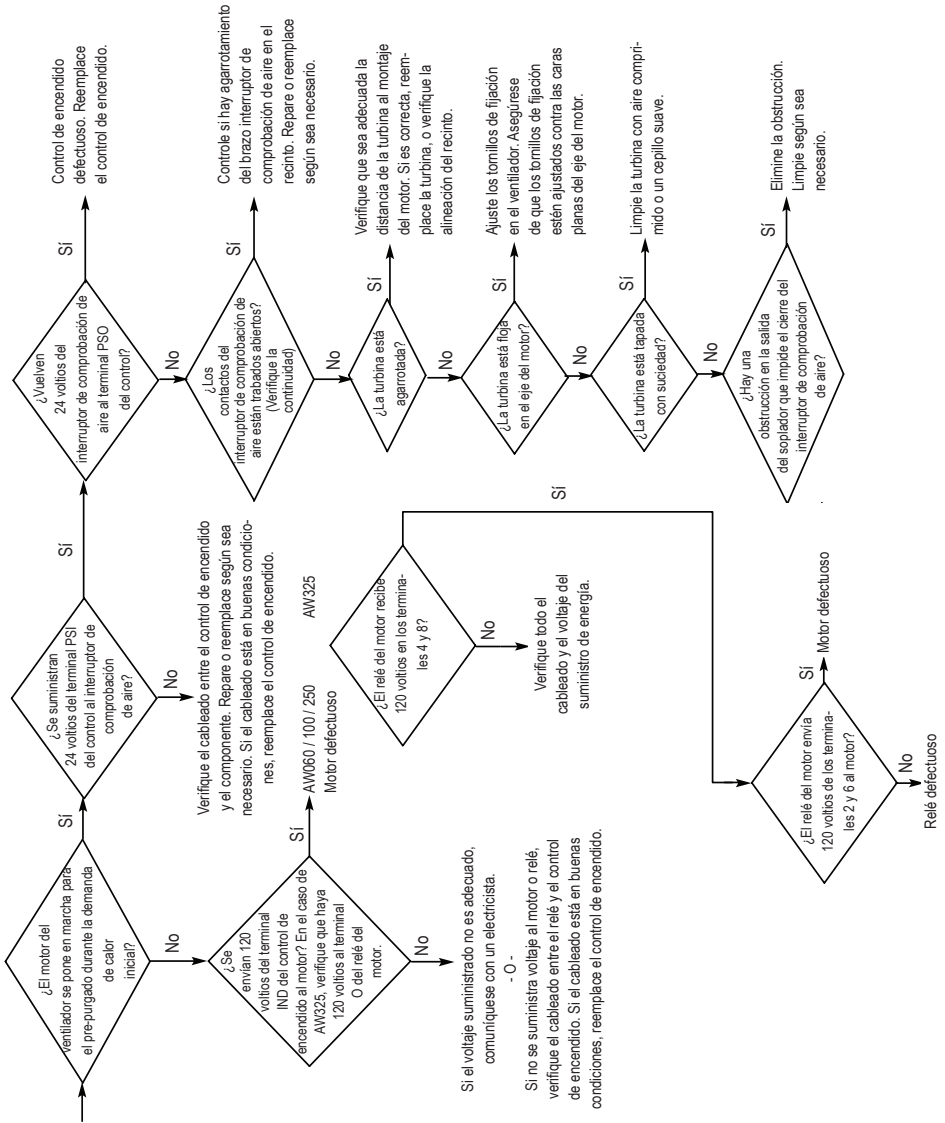 ¿El motor del
ventilador se pone en marcha para
el pre-purgado durante la demanda
de calor
inicial?
Sí
No
¿Se suministran
24 voltios del terminal PSI
del control al interruptor de
comprobación
de aire?
Sí
No
Verifique el cableado entre el control de encendido
y el componente. Repare o reemplace según sea
necesario. Si el cableado está en buenas condicio-
nes, reemplace el control de encendido.
¿Vuelven
24 voltios del
interruptor de comprobación de
aire al terminal PSO
del control?
Sí
Control de encendido
defectuoso. Reemplace
el control de encendido.
No
¿Los
contactos del
interruptor de comprobación de
aire están trabados abiertos?
(Verifique la
continuidad)
Sí
Controle si hay agarrotamiento
del brazo interruptor de
comprobación de aire en el
recinto. Repare o reemplace
según sea necesario.
No
¿La turbina está
agarrotada?
Sí
Verifique que sea adecuada la
distancia de la turbina al montaje
del motor. Si es correcta, reem-
place la turbina, o verifique la
alineación del recinto.
No
¿La turbina está floja
en el eje del motor?
Sí
Ajuste los tornillos de fijación
en el ventilador. Asegúrese
de que los tornillos de fijación
estén ajustados contra las caras
planas del eje del motor.
No
¿La turbina está tapada
con suciedad?
Sí
Limpie la turbina con aire compri-
mido o un cepillo suave.
No
¿Hay una
obstrucción en la salida
del soplador que impide el cierre del
interruptor de comprobación
de aire?
Sí
Elimine la obstrucción.
Limpie según sea
necesario.
¿Se
envían 120
voltios del terminal
IND del control de
encendido al motor? En el caso de
AW325, verifique que haya
120 voltios al terminal
O del relé del
motor.
Sí
AW060 / 100 / 250
Motor defectuoso
AW325
No
Si el voltaje suministrado no es adecuado,
comuníquese con un electricista.
- O -
Si no se suministra voltaje al motor o relé,
verifique el cableado entre el relé y el control
de encendido. Si el cableado está en buenas
condiciones, reemplace el control de encendido.
¿El relé del motor recibe
120 voltios en los termina-
les 4 y 8?
Sí
No
Verifique todo el
cableado y el voltaje del
suministro de energía.
¿El relé del motor envía
120 voltios de los termina-
les 2 y 6 al motor?
Sí
Motor defectuoso
No
Relé defectuoso